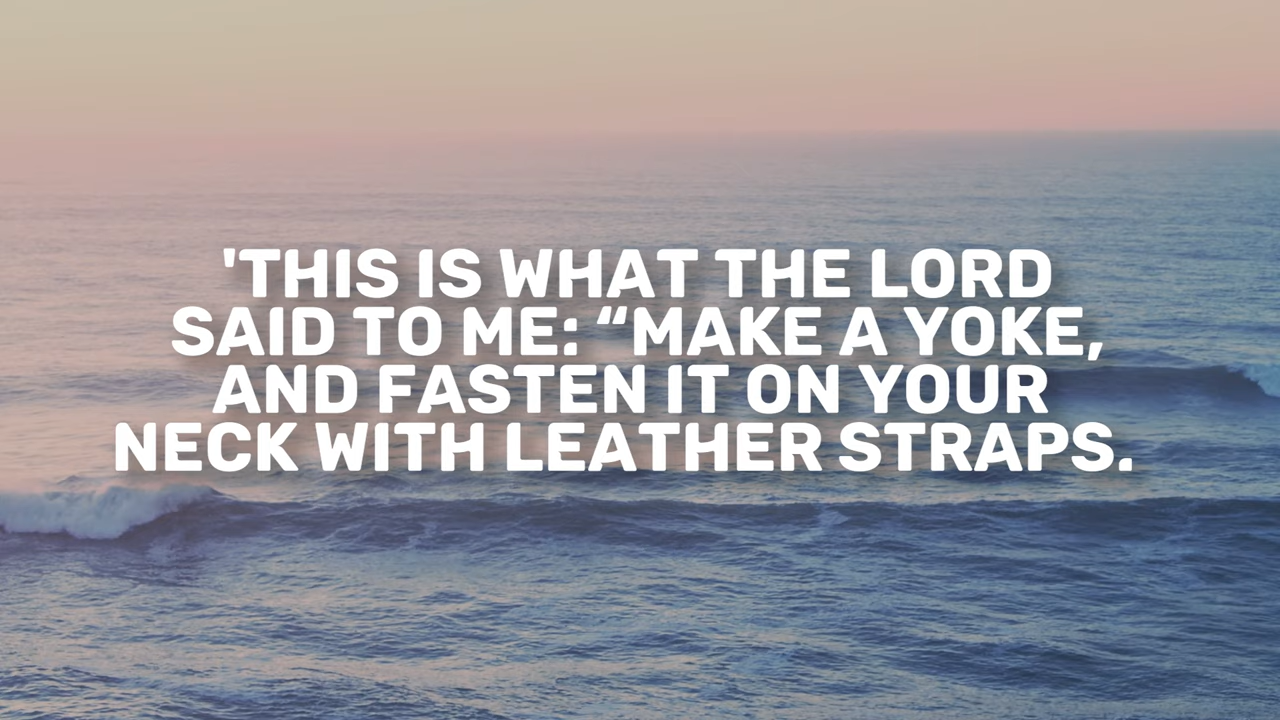 'THIS IS WHAT THE LORD
SAID TO ME: “MAKE A YOKE,
AND FASTEN IT ON YOUR
NECK WITH LEATHER STRAPS.